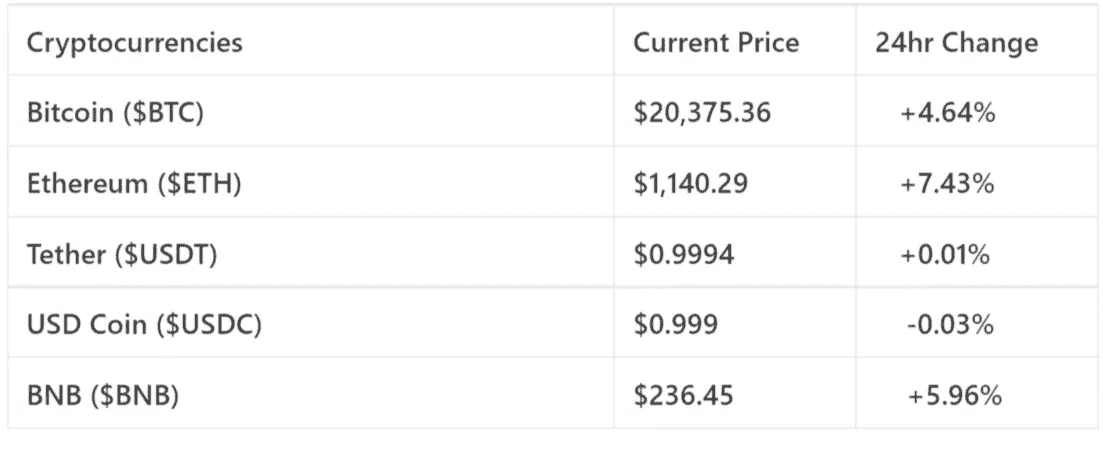 Cryptocurrencies Current Price 24hr Change
Bitcoin ($BTC) $20,375.36 +4.64%
Ethereum ($ETH) $1,140.29 +7.43%
Tether ($USDT) $0.9994 +0.01%
USD Coin ($USDC) $0.999 -0.03%
BNB ($BNB) $236.45 +5.96%